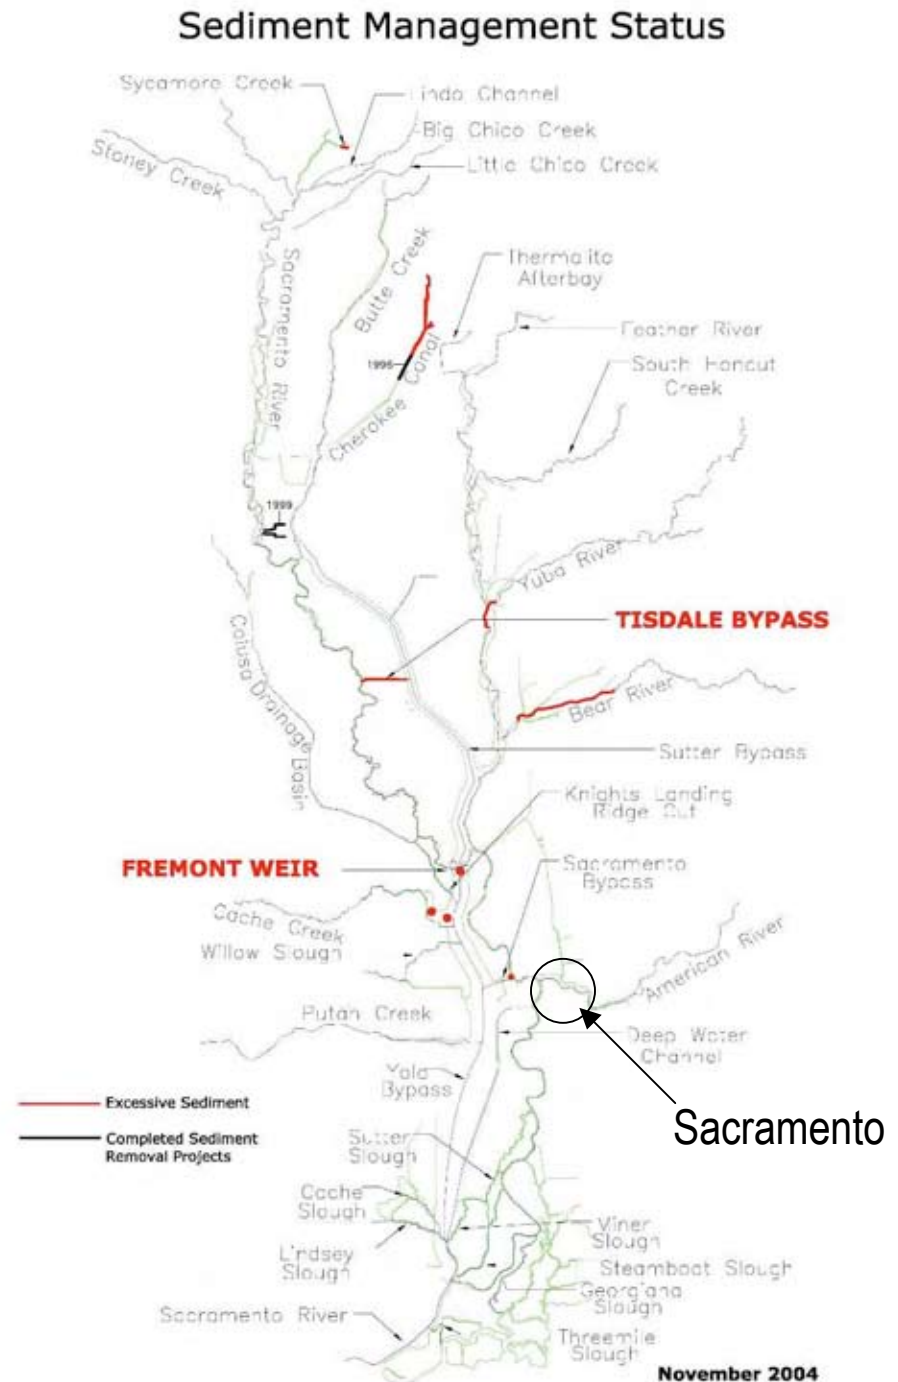 Sediment Management Status
Sycamore Creek
Lindo Channel
Big Chico Creek
Little Chico Creek
Stoney Creek
Sacramento River
Butte Creek
Thermalito
Afterbay
Feather River
South Honcut
Creek
1996
Cherokee Canal
1999
Yuba River
TISDALE BYPASS
Colusa Drainage Basin
Bear River
Sutter Bypass
Knights Landing
Ridge Cut
FREMONT WEIR
Sacramento
Bypass
Cache Creek
Willow Slough
American River
Putah Creek
Deep Water
Channel
Yolo
Bypass
Excessive Sediment
Completed Sediment
Removal Projects
Sacramento
Sutter
Slough
Cache
Slough
Miner
Slough
Lindsey
Slough
Steamboat Slough
Georgiana
Slough
Sacramento River
Threemile
Slough
November 2004